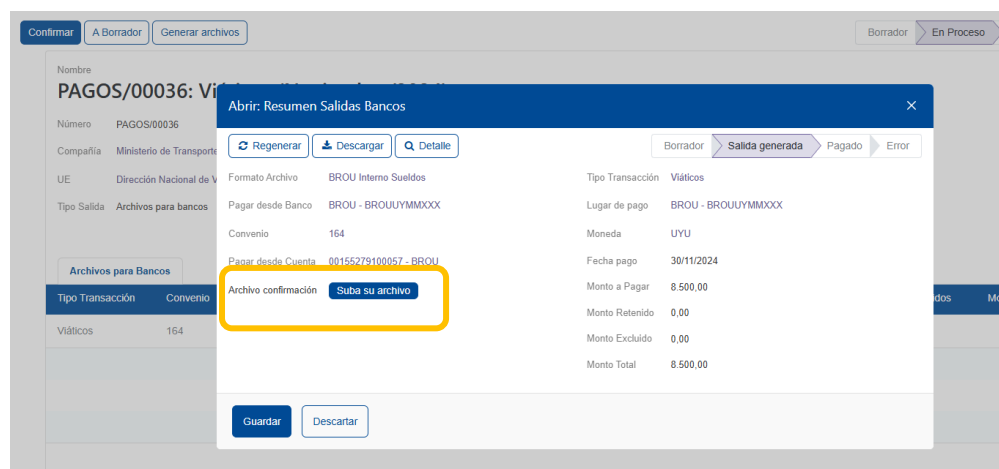 Confirmar A Borrador Generar archivos Borrador En Proceso
Nombre
PAGOS/00036:
Abrir: Resumen Salidas Bancos
Número PAGOS/00036
Regenerar Descargar Detalle Borrador Salida generada Pagado Error
Compañía Ministerio de Transporte
Formato Archivo BROU Interno Sueldos Tipo Transacción Viáticos
UE Dirección Nacional de
Pagar desde Banco BROU - BROUUYMMXXX Lugar de pago BROU - BROUUYMMXXX
Tipo Salida Archivos para bancos
Convenio 164 Moneda UYU
Pagar desde Cuenta 00155279100057 - BROU Fecha pago 30/11/2024
Archivos para Bancos
Archivo confirmación Suba su archivo Monto a Pagar 8.500,00
Tipo Transacción Convenio
Monto Retenido 0,00
Viáticos 164
Monto Excluido 0,00
Monto Total 8.500,00
Guardar Descartar